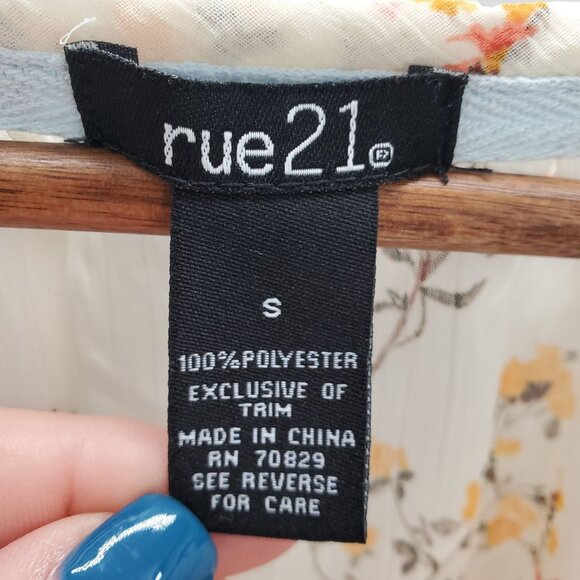 rue21®
S
100%POLYESTER
EXCLUSIVE OF
TRIM
MADE IN CHINA
RN 70829
SEE REVERSE
FOR CARE